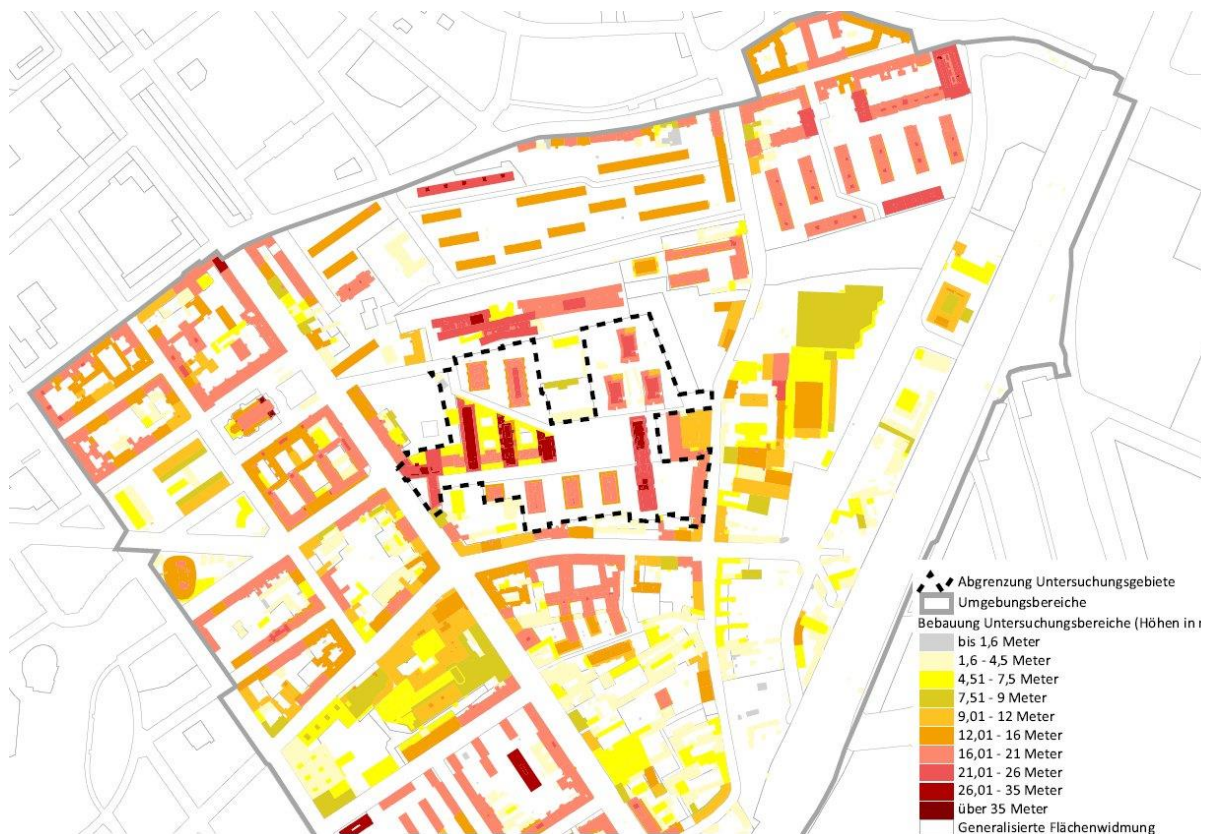 Abgrenzung Untersuchungsgebiete
Umgebungsbereiche
Bebauung Untersuchungsbereiche (Höhen in
bis 1,6 Meter
1,6 - 4,5 Meter
4,51 - 7,5 Meter
7,51 - 9 Meter
9,01 - 12 Meter
12,01 - 16 Meter
16,01 - 21 Meter
21,01 - 26 Meter
26,01 - 35 Meter
über 35 Meter
Generalisierte Flächenwidmung